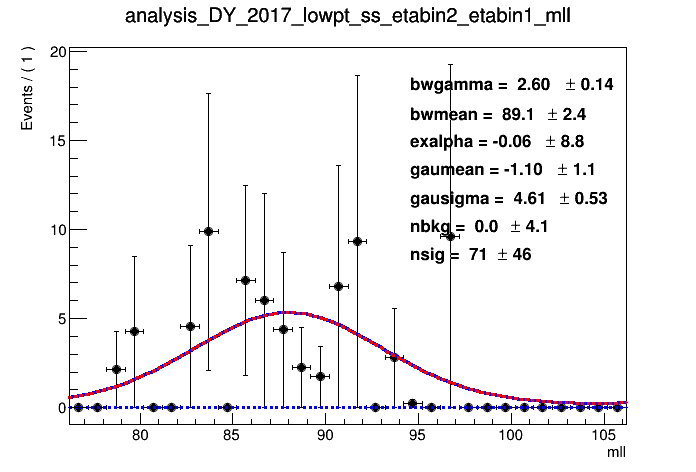 analysis_DY_2017_lowpt_ss_etabin2_etabin1_mll
Events / ( 1 )
20
15
10
5
0
bwgamma = 2.60 ± 0.14
bwmean = 89.1 ± 2.4
exalpha = -0.06 ± 8.8
gaumean = -1.10 ± 1.1
gausigma = 4.61 ± 0.53
nbkg = 0.0 ± 4.1
nsig = 71 ± 46
80 85 90 95 100 105
mll